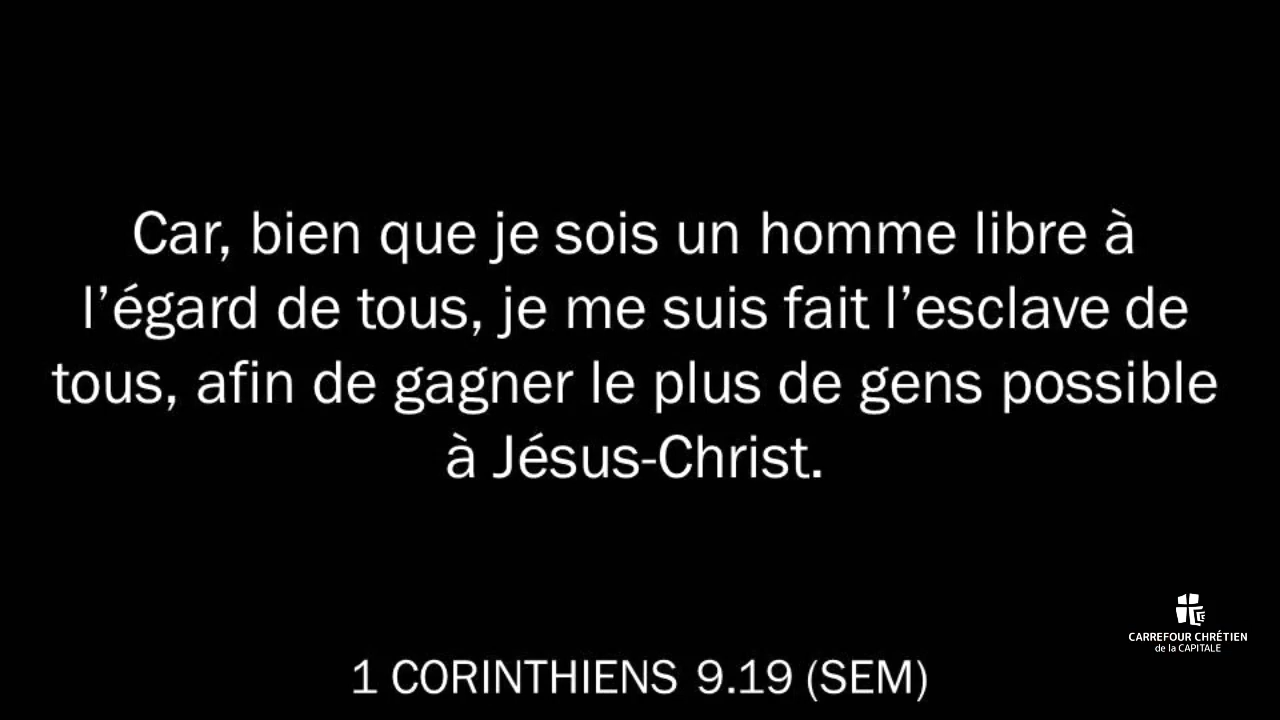 Car, bien que je sois un homme libre à
l’égard de tous, je me suis fait l’esclave de
tous, afin de gagner le plus de gens possible
à Jésus-Christ.
CARREFOUR CHRÉTIEN
de la CAPITALE
1 CORINTHIENS 9.19 (SEM)